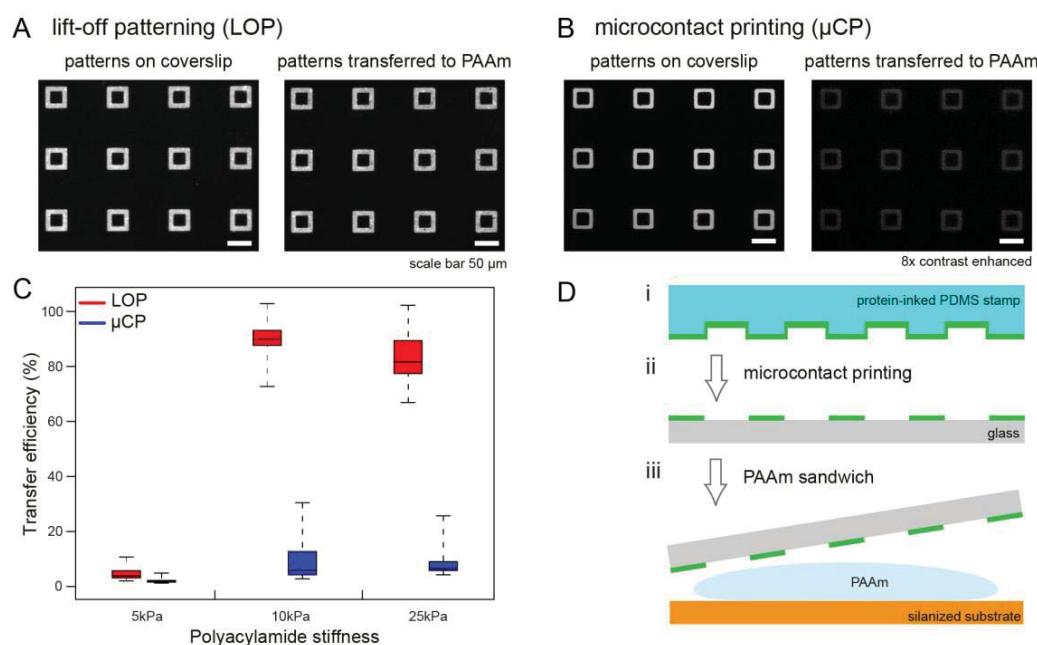 A lift-off patterning (LOP)
patterns on coverslip
patterns transferred to PAAm
scale bar 50 μm
B microcontact printing (μCP)
patterns on coverslip
patterns transferred to PAAm
8x contrast enhanced
C
LOP
μCP
Transfer efficiency (%)
100
80
60
40
20
0
5kPa
10kPa
25kPa
Polyacylamide stiffness
D
i
protein-inked PDMS stamp
ii
microcontact printing
glass
iii
PAAm sandwich
PAAm
silanized substrate